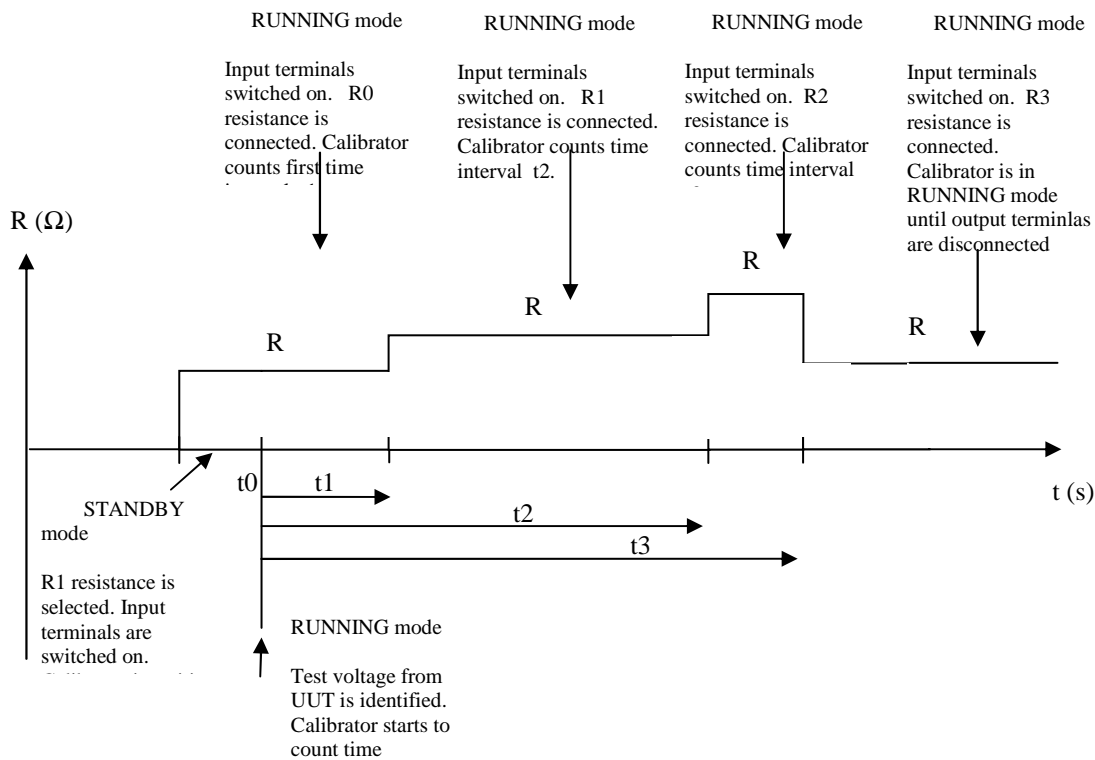 RUNNING mode
Input terminals
switched on. R0
resistance is
connected. Calibrator
counts first time
RUNNING mode
Input terminals
switched on. R1
resistance is connected.
Calibrator counts time
interval t2.
RUNNING mode
Input terminals
switched on. R2
resistance is
connected. Calibrator
counts time interval
RUNNING mode
Input terminals
switched on. R3
resistance is
connected.
Calibrator is in
RUNNING mode
until output terminlas
are disconnected
R (Ω)
R
R
R
R
t0
t1
t2
t3
t (s)
STANDBY
mode
R1 resistance is
selected. Input
terminals are
switched on.
RUNNING mode
Test voltage from
UUT is identified.
Calibrator starts to
count time